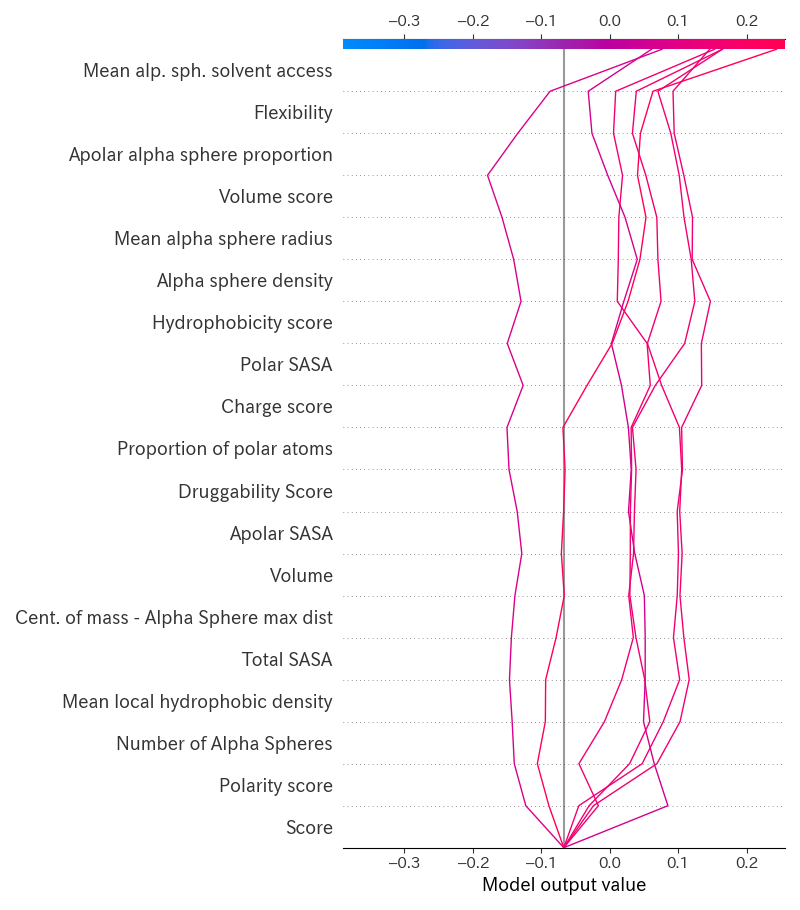 −0.3 −0.2 −0.1 0.0 0.1 0.2
Mean alp. sph. solvent access
Flexibility
Apolar alpha sphere proportion
Volume score
Mean alpha sphere radius
Alpha sphere density
Hydrophobicity score
Polar SASA
Charge score
Proportion of polar atoms
Druggability Score
Apolar SASA
Volume
Cent. of mass - Alpha Sphere max dist
Total SASA
Mean local hydrophobic density
Number of Alpha Spheres
Polarity score
Score
−0.3 −0.2 −0.1 0.0 0.1 0.2
Model output value